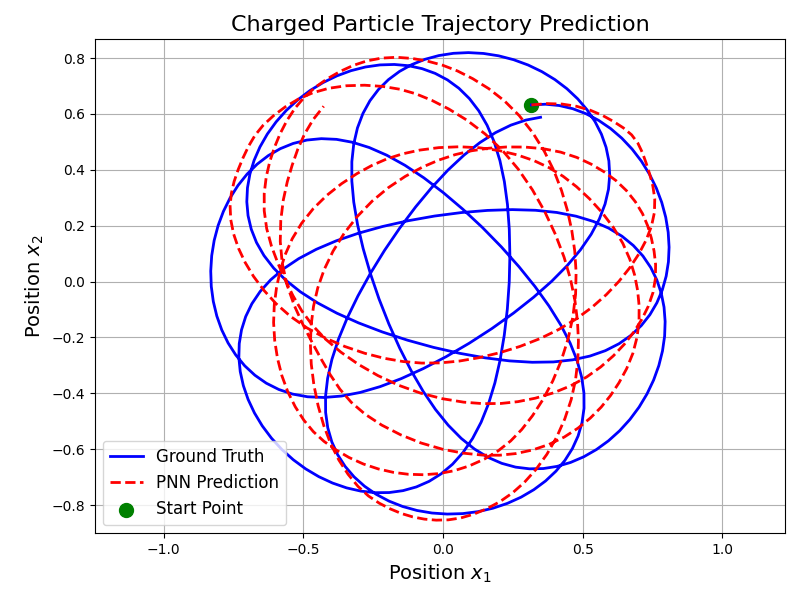 Charged Particle Trajectory Prediction
0.8
0.6
0.4
0.2
0.0
−0.2
−0.4
−0.6
−0.8
Position x₂
Ground Truth
PNN Prediction
Start Point
−1.0
−0.5
0.0
0.5
1.0
Position x₁